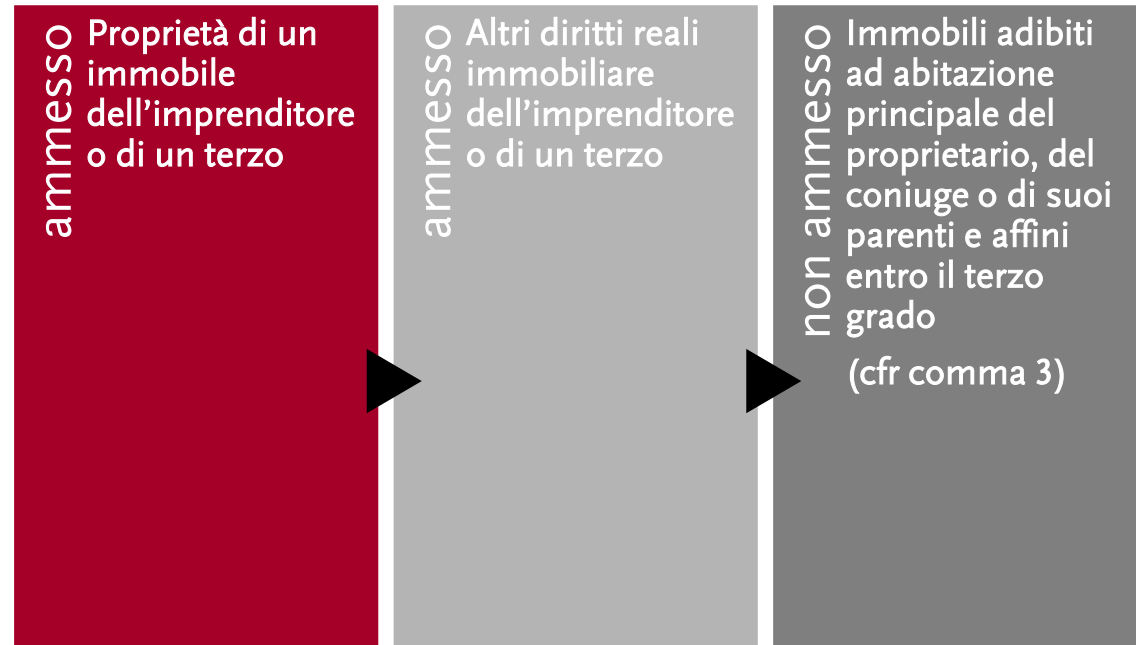 ammesso
Proprietà di un
immobile
dell’imprenditore
o di un terzo
ammesso
Altri diritti reali
immobiliare
dell’imprenditore
o di un terzo
non ammesso
Immobili adibiti
ad abitazione
principale del
proprietario, del
coniuge o di suoi
parenti e affini
entro il terzo
grado
(cfr comma 3)